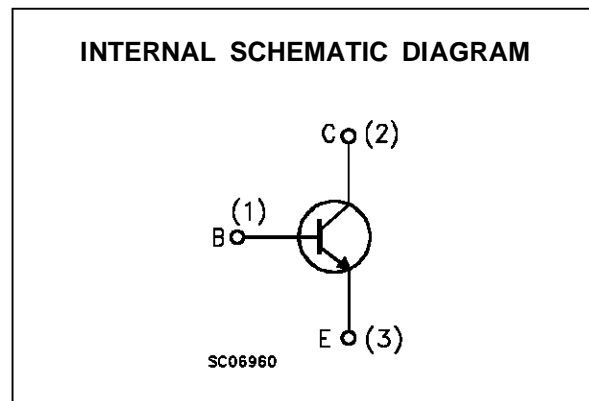 INTERNAL SCHEMATIC DIAGRAM
C (2)
(1)
B
E (3)
SC06960